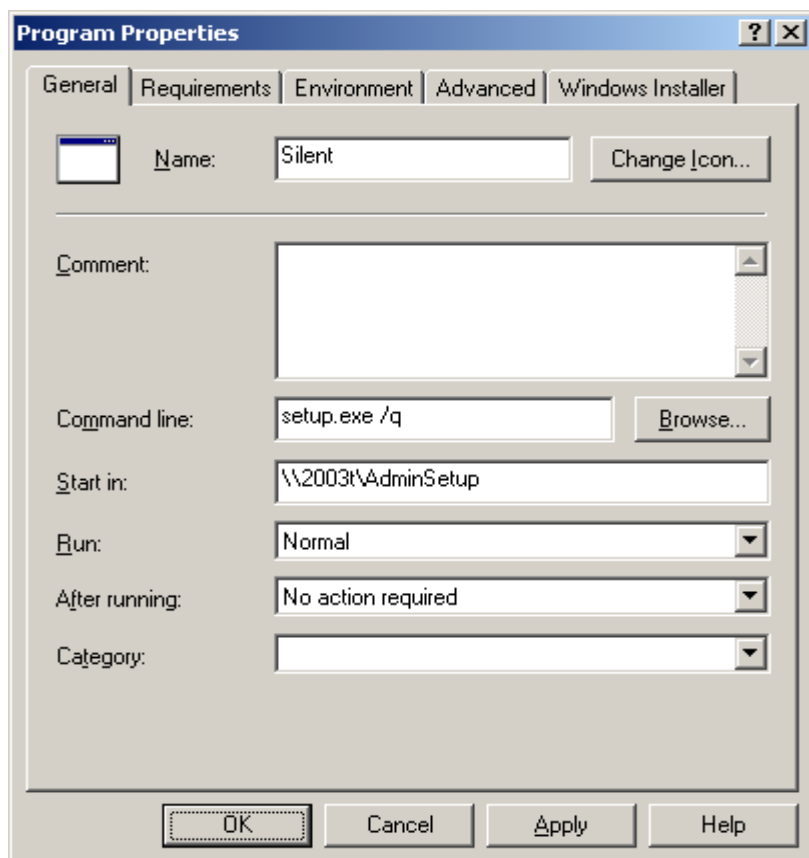 Program Properties
General Requirements Environment Advanced Windows Installer
Name: Silent Change Icon...
Comment:
Command line: setup.exe /q Browse...
Start in: \\2003t\AdminSetup
Run: Normal
After running: No action required
Category:
OK Cancel Apply Help